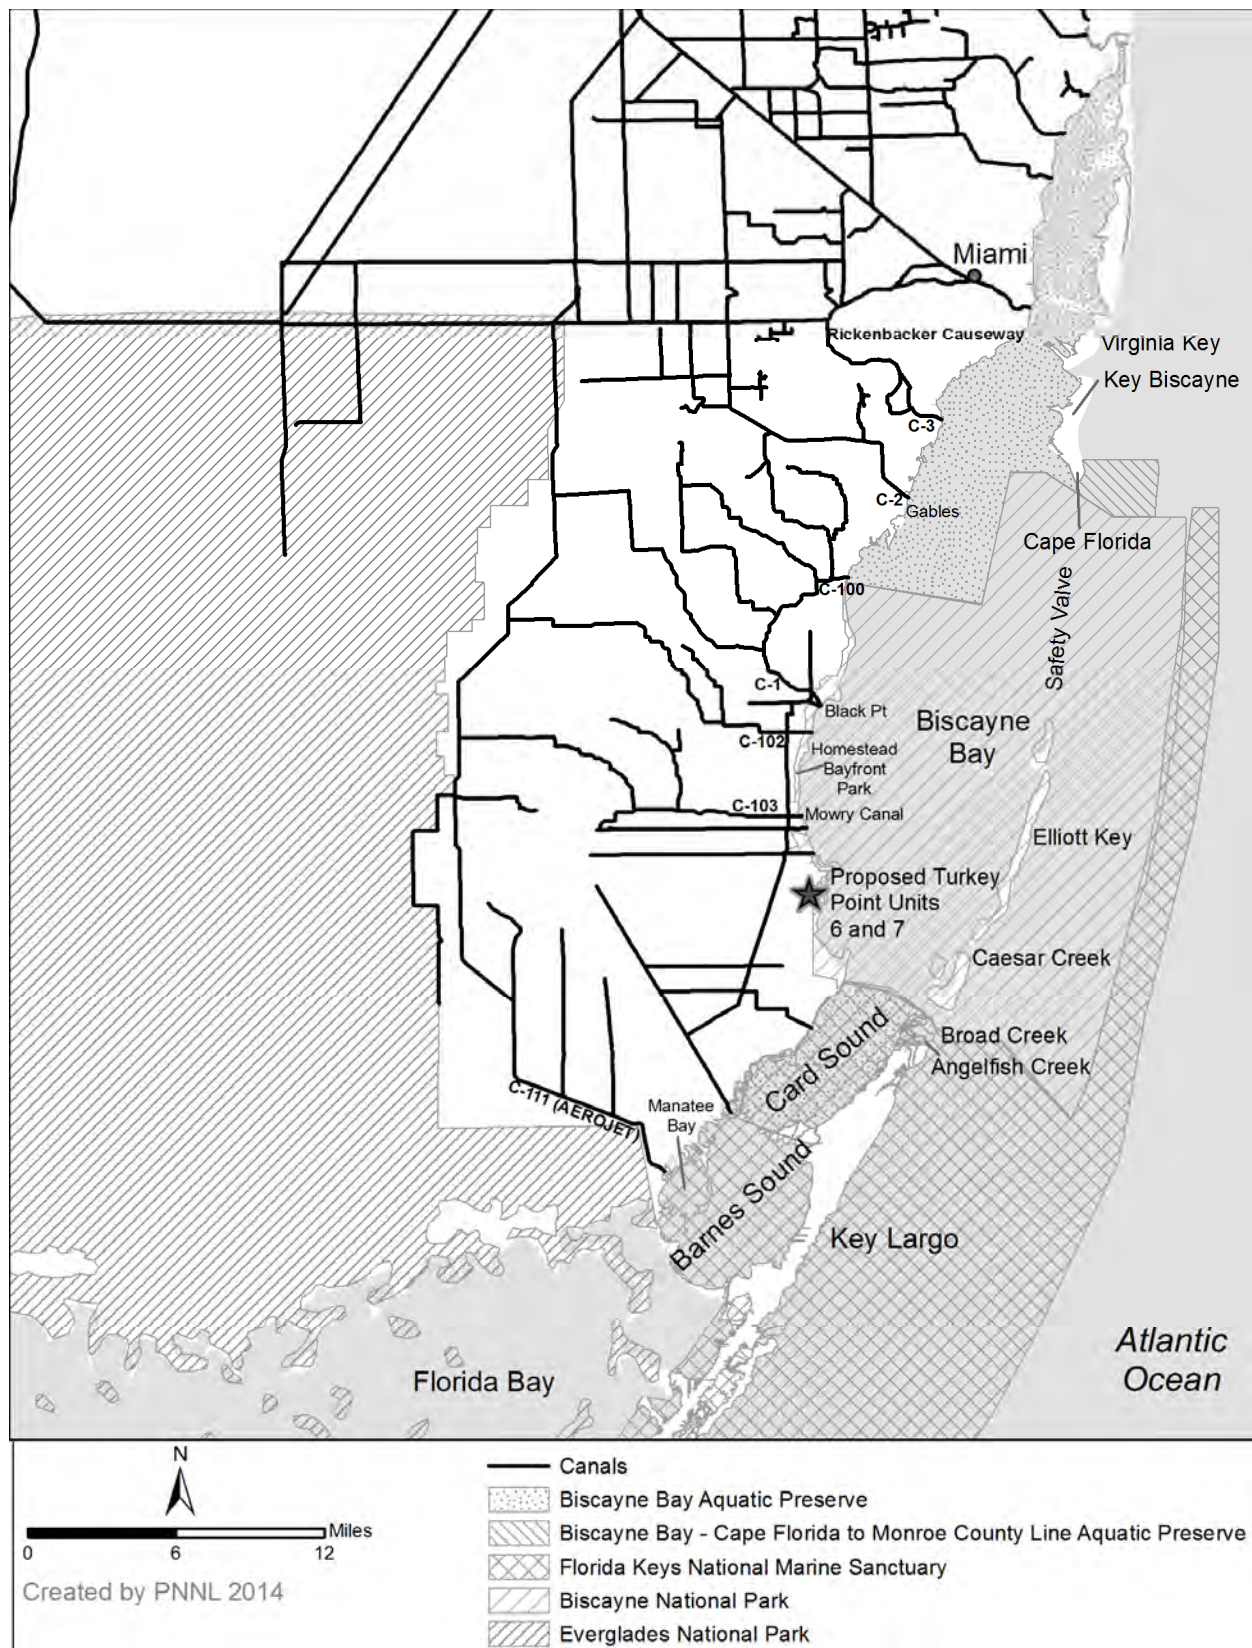 Miami
Rickenbacker Causeway
Virginia Key
Key Biscayne
C-3
C-2
Gables
Cape Florida
C-100
Safety Valve
C-1
Black Pt
Biscayne
Bay
C-102
Homestead
Bayfront
Park
C-103
Mowry Canal
Elliott Key
Proposed Turkey
Point Units
6 and 7
Caesar Creek
Card Sound
Broad Creek
Angelfish Creek
C-111 (AEROJET)
Manatee
Bay
Barnes Sound
Key Largo
Atlantic
Ocean
Florida Bay
N
Miles
0 6 12
Created by PNNL 2014
Canals
Biscayne Bay Aquatic Preserve
Biscayne Bay - Cape Florida to Monroe County Line Aquatic Preserve
Florida Keys National Marine Sanctuary
Biscayne National Park
Everglades National Park